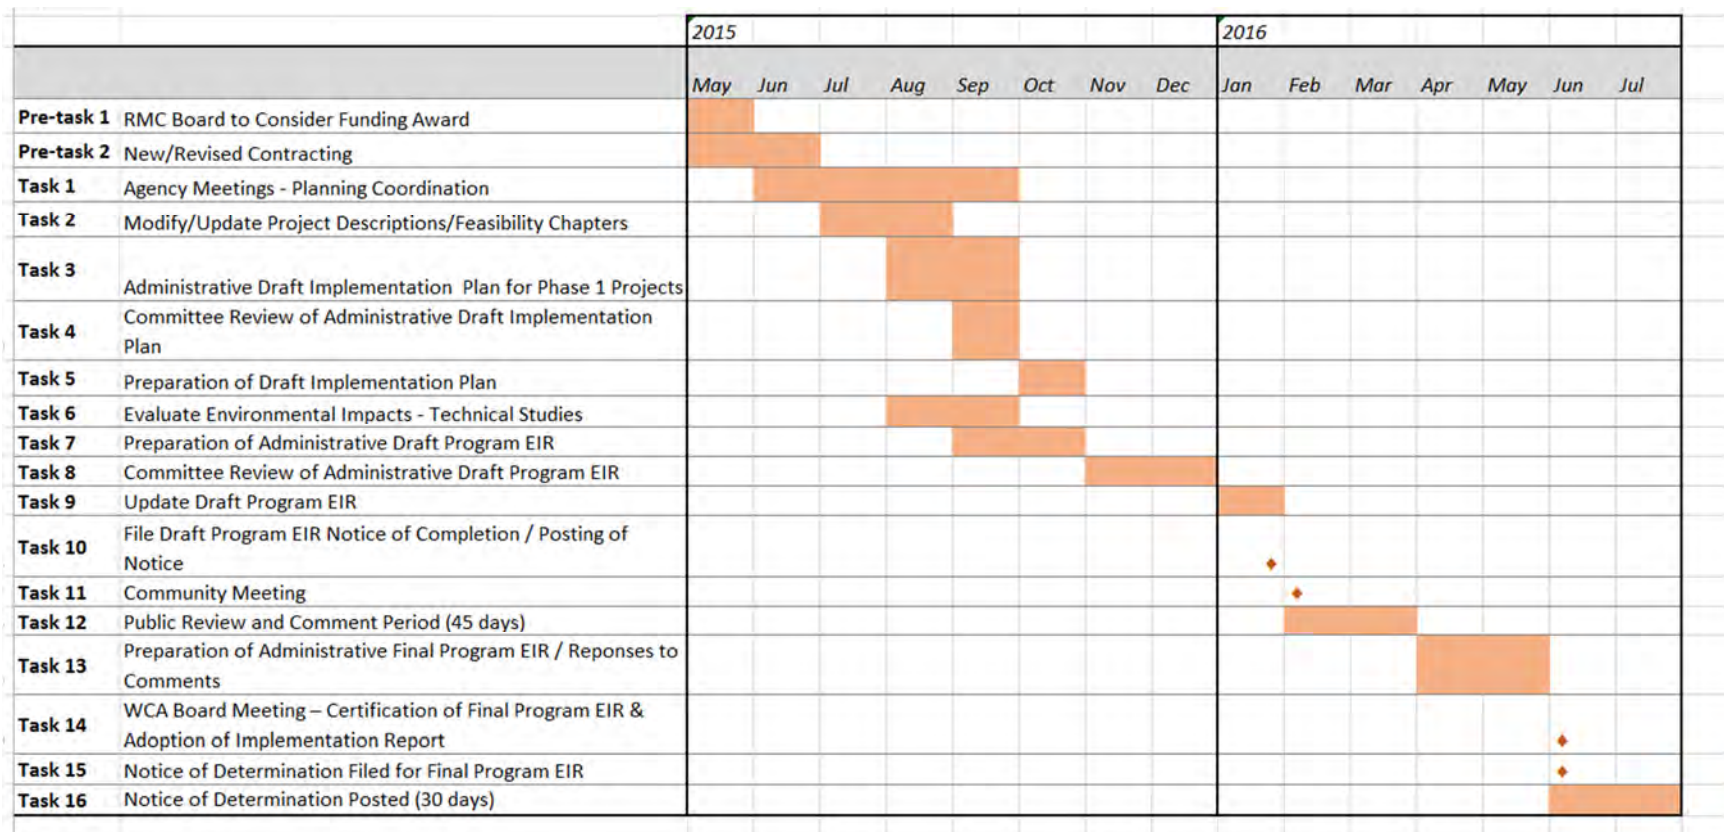 2015 2016
May Jun Jul Aug Sep Oct Nov Dec Jan Feb Mar Apr May Jun Jul
Pre-task 1 RMC Board to Consider Funding Award
Pre-task 2 New/Revised Contracting
Task 1 Agency Meetings - Planning Coordination
Task 2 Modify/Update Project Descriptions/Feasibility Chapters
Task 3 Administrative Draft Implementation Plan for Phase 1 Projects
Task 4 Committee Review of Administrative Draft Implementation
Plan
Task 5 Preparation of Draft Implementation Plan
Task 6 Evaluate Environmental Impacts - Technical Studies
Task 7 Preparation of Administrative Draft Program EIR
Task 8 Committee Review of Administrative Draft Program EIR
Task 9 Update Draft Program EIR
Task 10 File Draft Program EIR Notice of Completion / Posting of
Notice
Task 11 Community Meeting
Task 12 Public Review and Comment Period (45 days)
Task 13 Preparation of Administrative Final Program EIR / Reponses to
Comments
Task 14 WCA Board Meeting – Certification of Final Program EIR &
Adoption of Implementation Report
Task 15 Notice of Determination Filed for Final Program EIR
Task 16 Notice of Determination Posted (30 days)